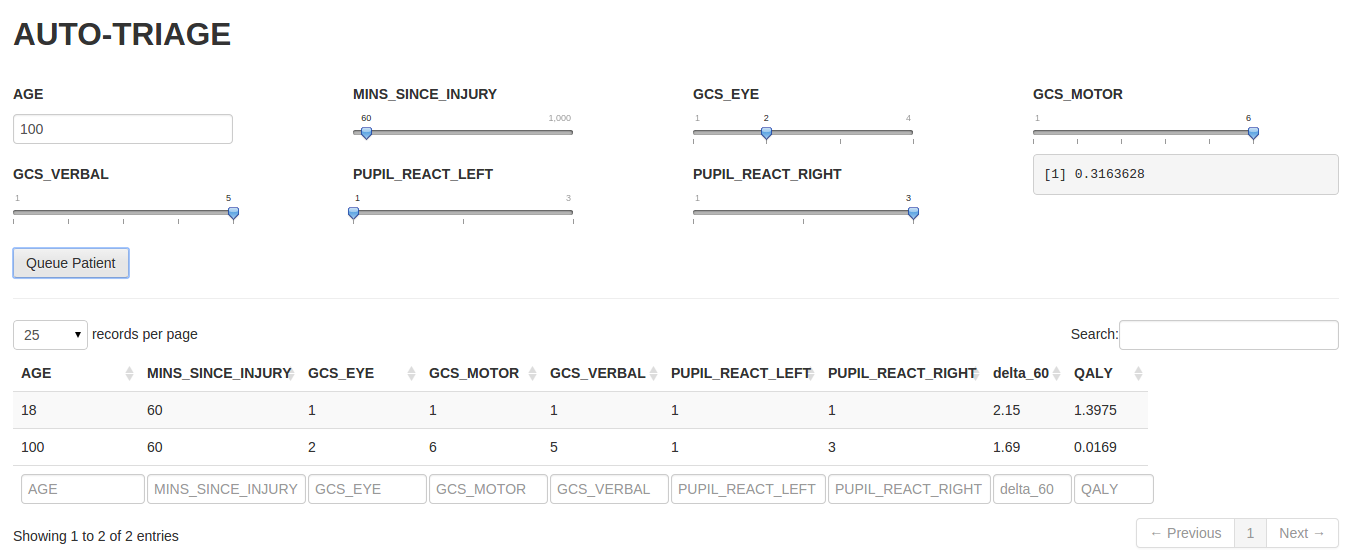 AUTO-TRIAGE
AGE MINS_SINCE_INJURY GCS_EYE GCS_MOTOR
100 60 1,000 1 2 4 1 6
GCS_VERBAL PUPIL_REACT_LEFT PUPIL_REACT_RIGHT [1] 0.3163628
1 5 1 3 1 3
Queue Patient
25 records per page Search:
AGE MINS_SINCE_INJURY GCS_EYE GCS_MOTOR GCS_VERBAL PUPIL_REACT_LEFT PUPIL_REACT_RIGHT delta_60 QALY
18 60 1 1 1 1 1 2.15 1.3975
100 60 2 6 5 1 3 1.69 0.0169
AGE MINS_SINCE_INJURY GCS_EYE GCS_MOTOR GCS_VERBAL PUPIL_REACT_LEFT PUPIL_REACT_RIGHT delta_60 QALY
Showing 1 to 2 of 2 entries ← Previous 1 Next →